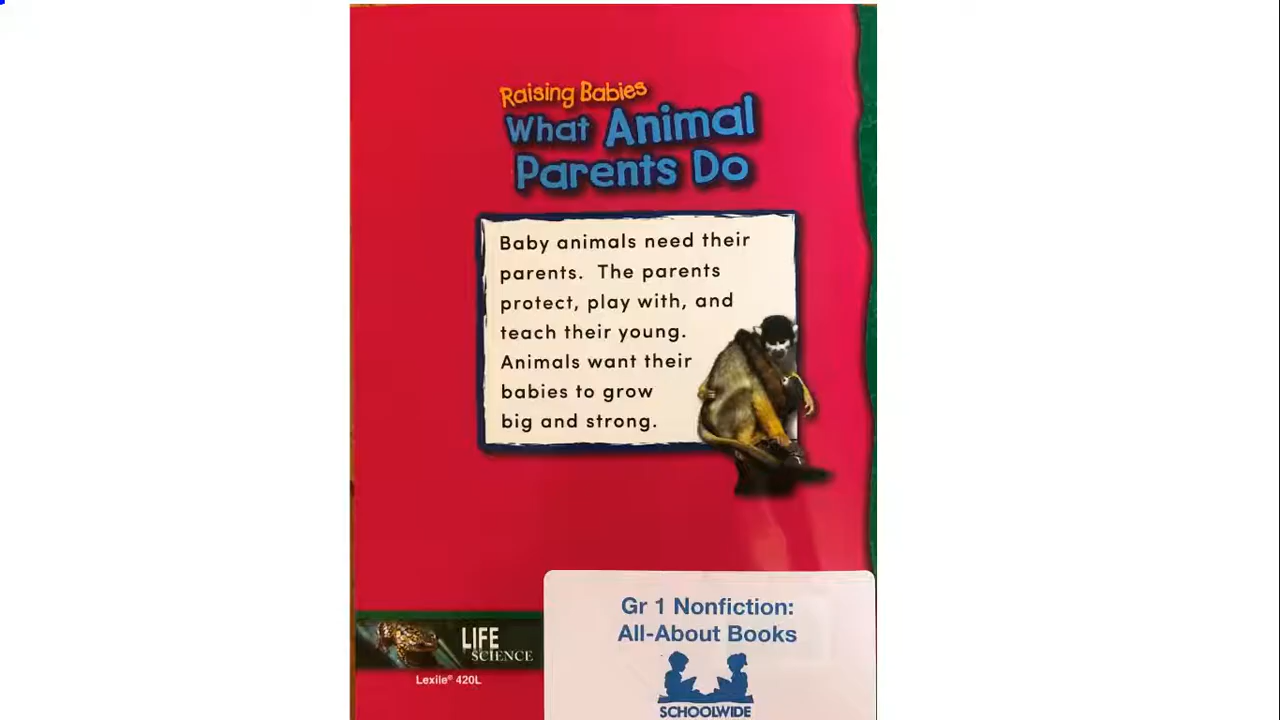 Raising Babies
What Animal
Parents Do
Baby animals need their
parents. The parents
protect, play with, and
teach their young.
Animals want their
babies to grow
big and strong.
Gr 1 Nonfiction:
All-About Books
SCHOOLWIDE
LIFE
SCIENCE
Lexile® 420L